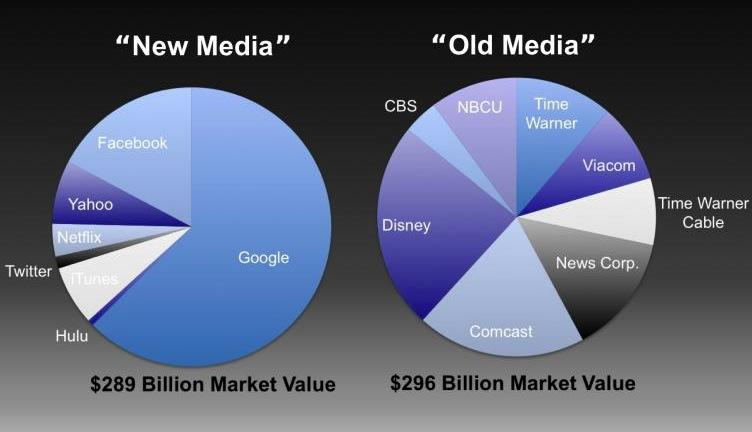 “New Media”
“Old Media”
Facebook
Yahoo
Netflix
Twitter
iTunes
Hulu
Google
CBS
NBCU
Time
Warner
Viacom
Time Warner
Cable
News Corp.
Comcast
Disney
$289 Billion Market Value
$296 Billion Market Value